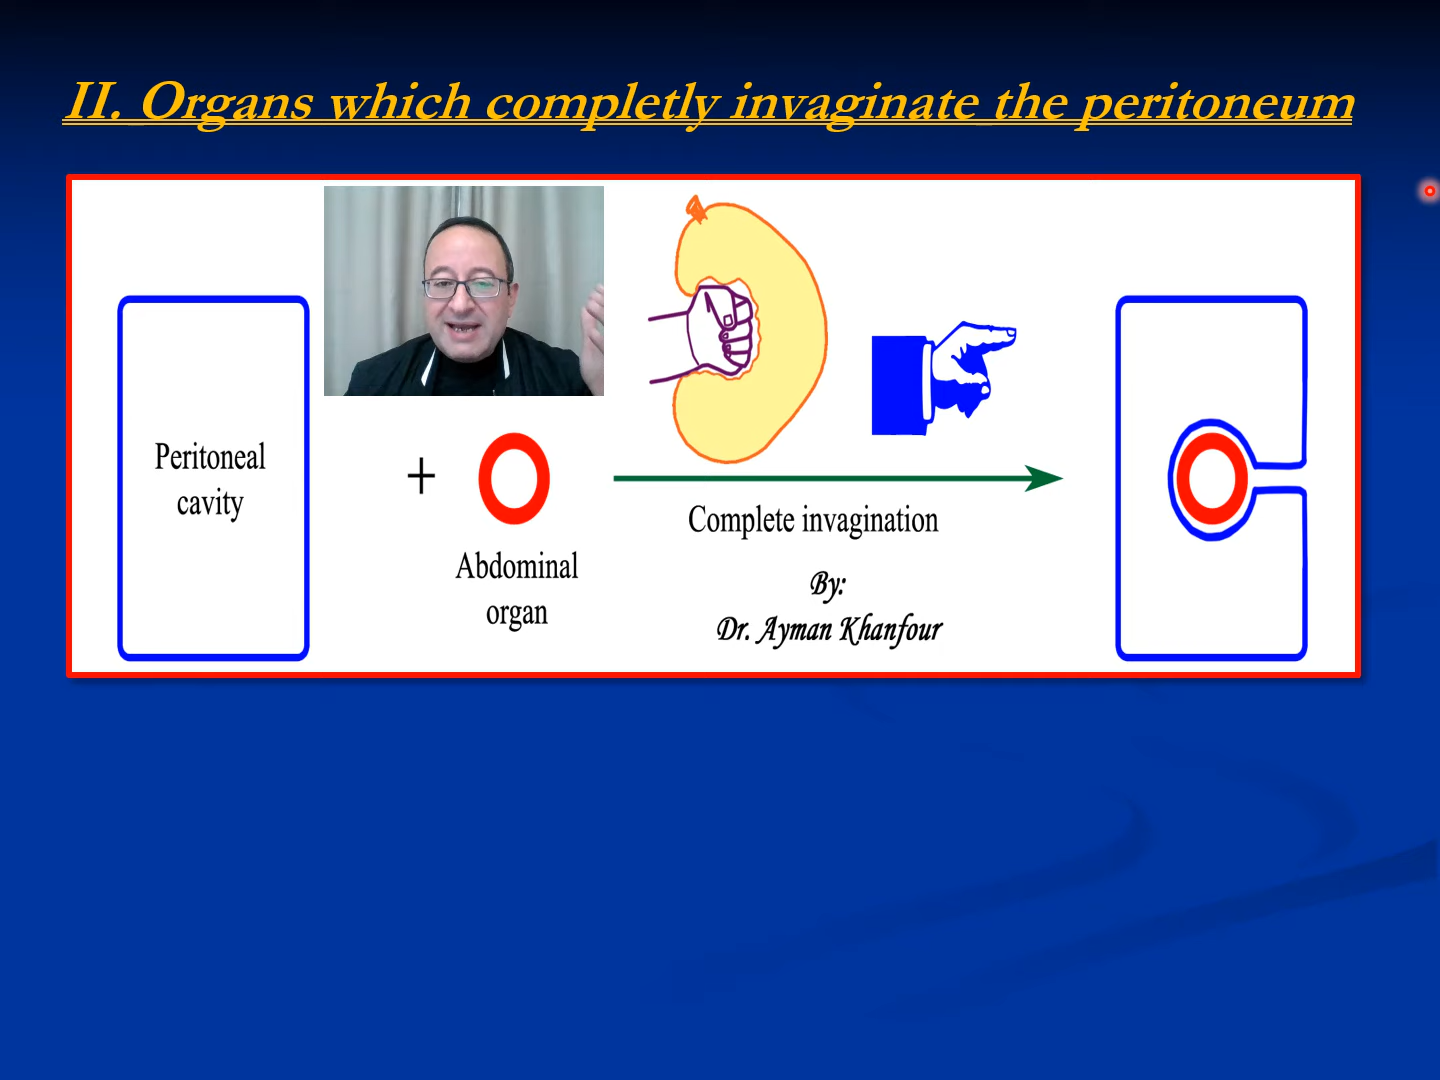 II. Organs which completly invaginate the peritoneum
Peritoneal
cavity
+
Abdominal
organ
Complete invagination
By:
Dr. Ayman Khanfour